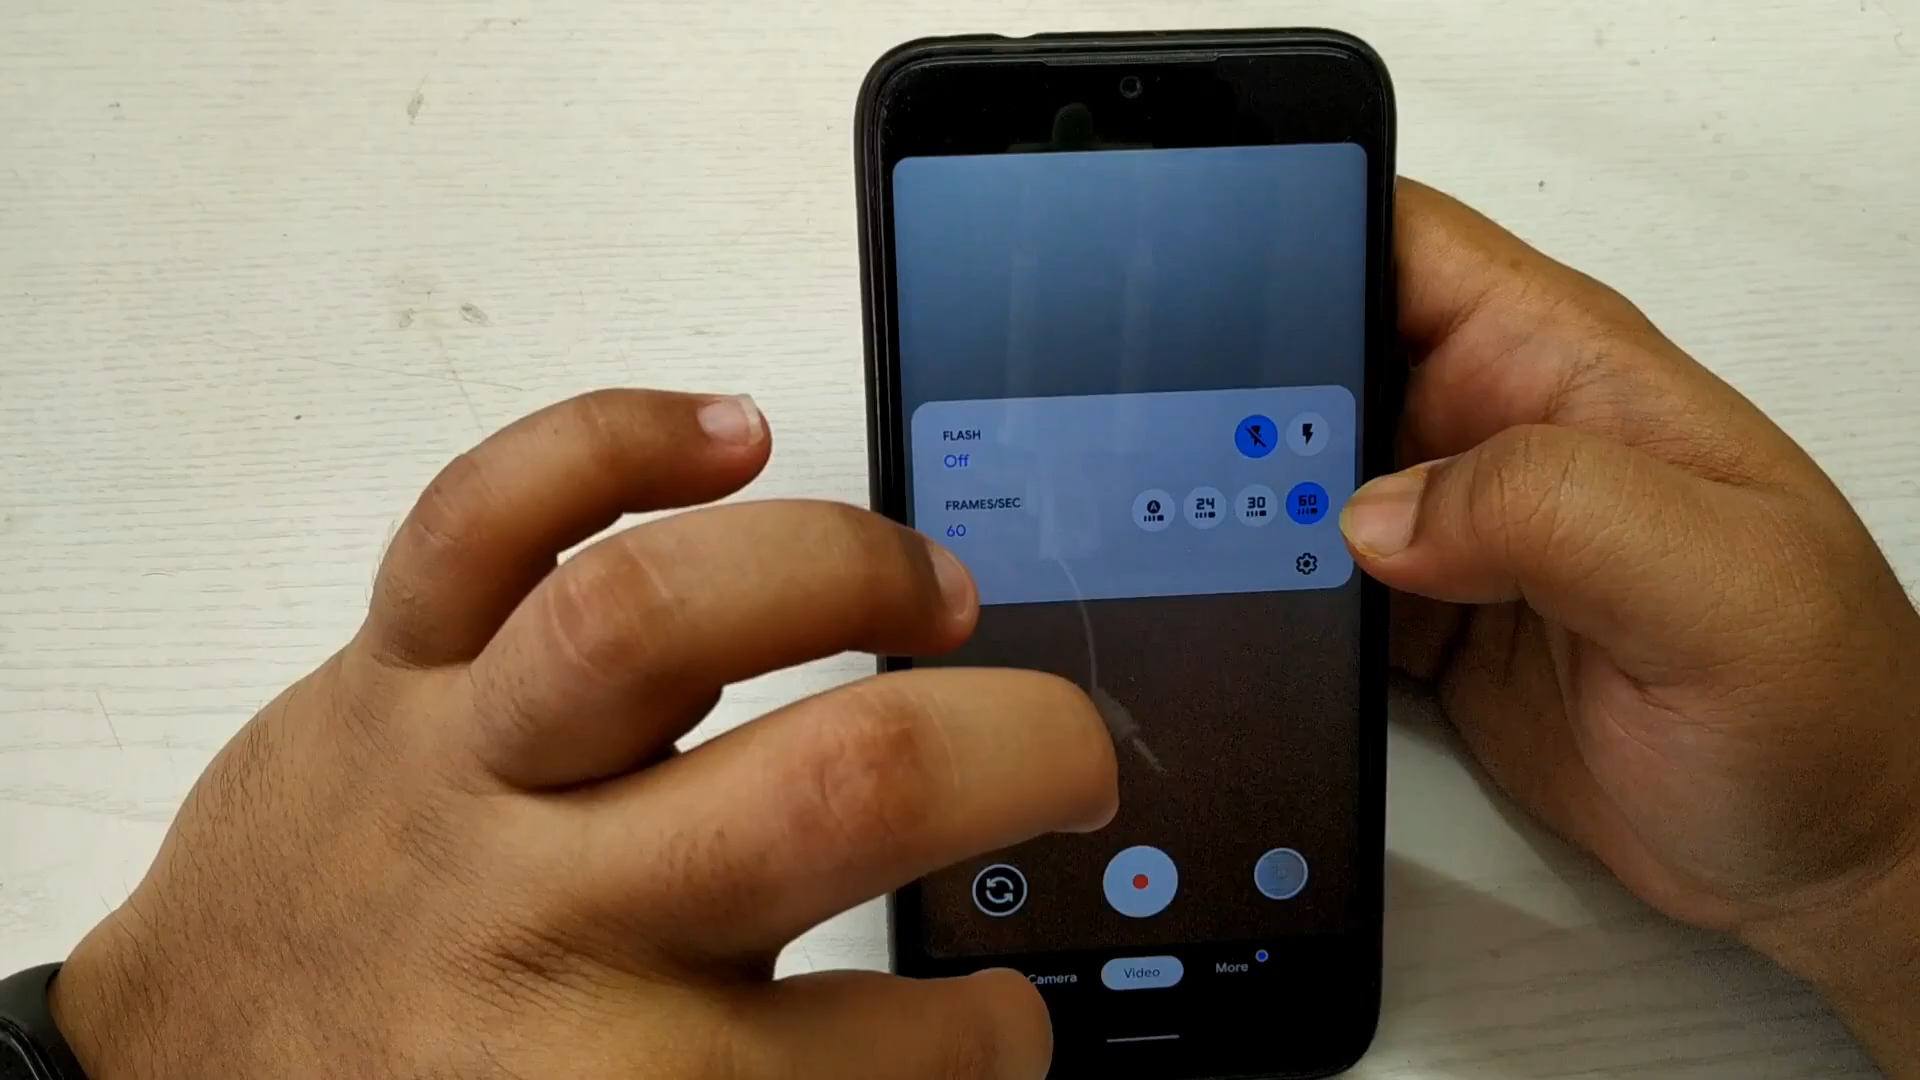 FLASH
Off
FRAMES/SEC
A 24 30 60
60
Camera Video More